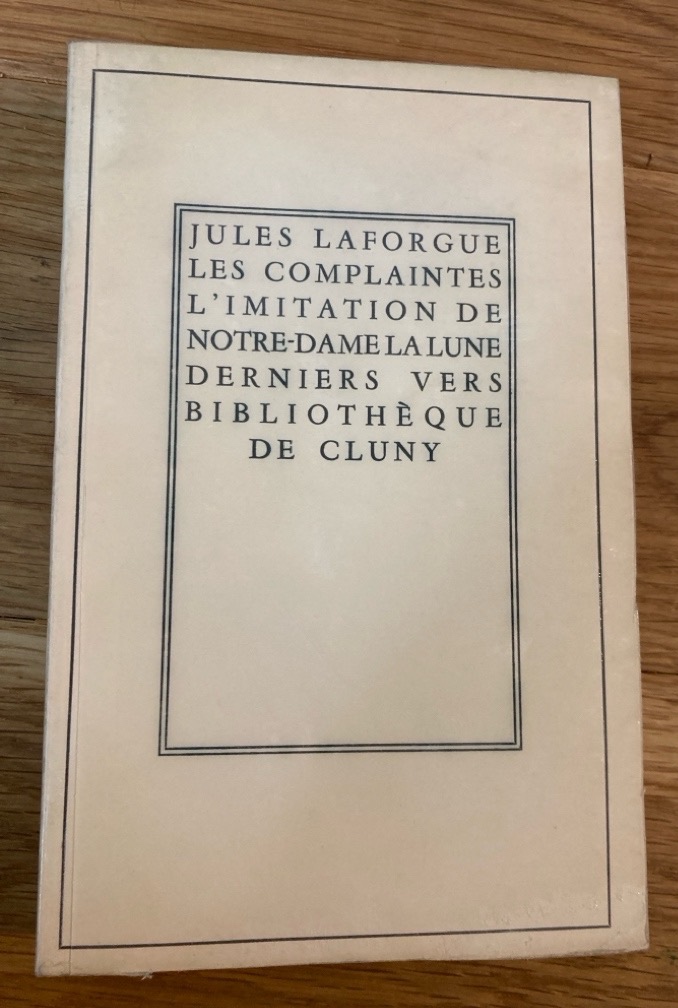 JULES LAFORGUE
LES COMPLAINTES
L'IMITATION DE
NOTRE-DAME LA LUNE
DERNIERS VERS
BIBLIOTHÈQUE
DE CLUNY